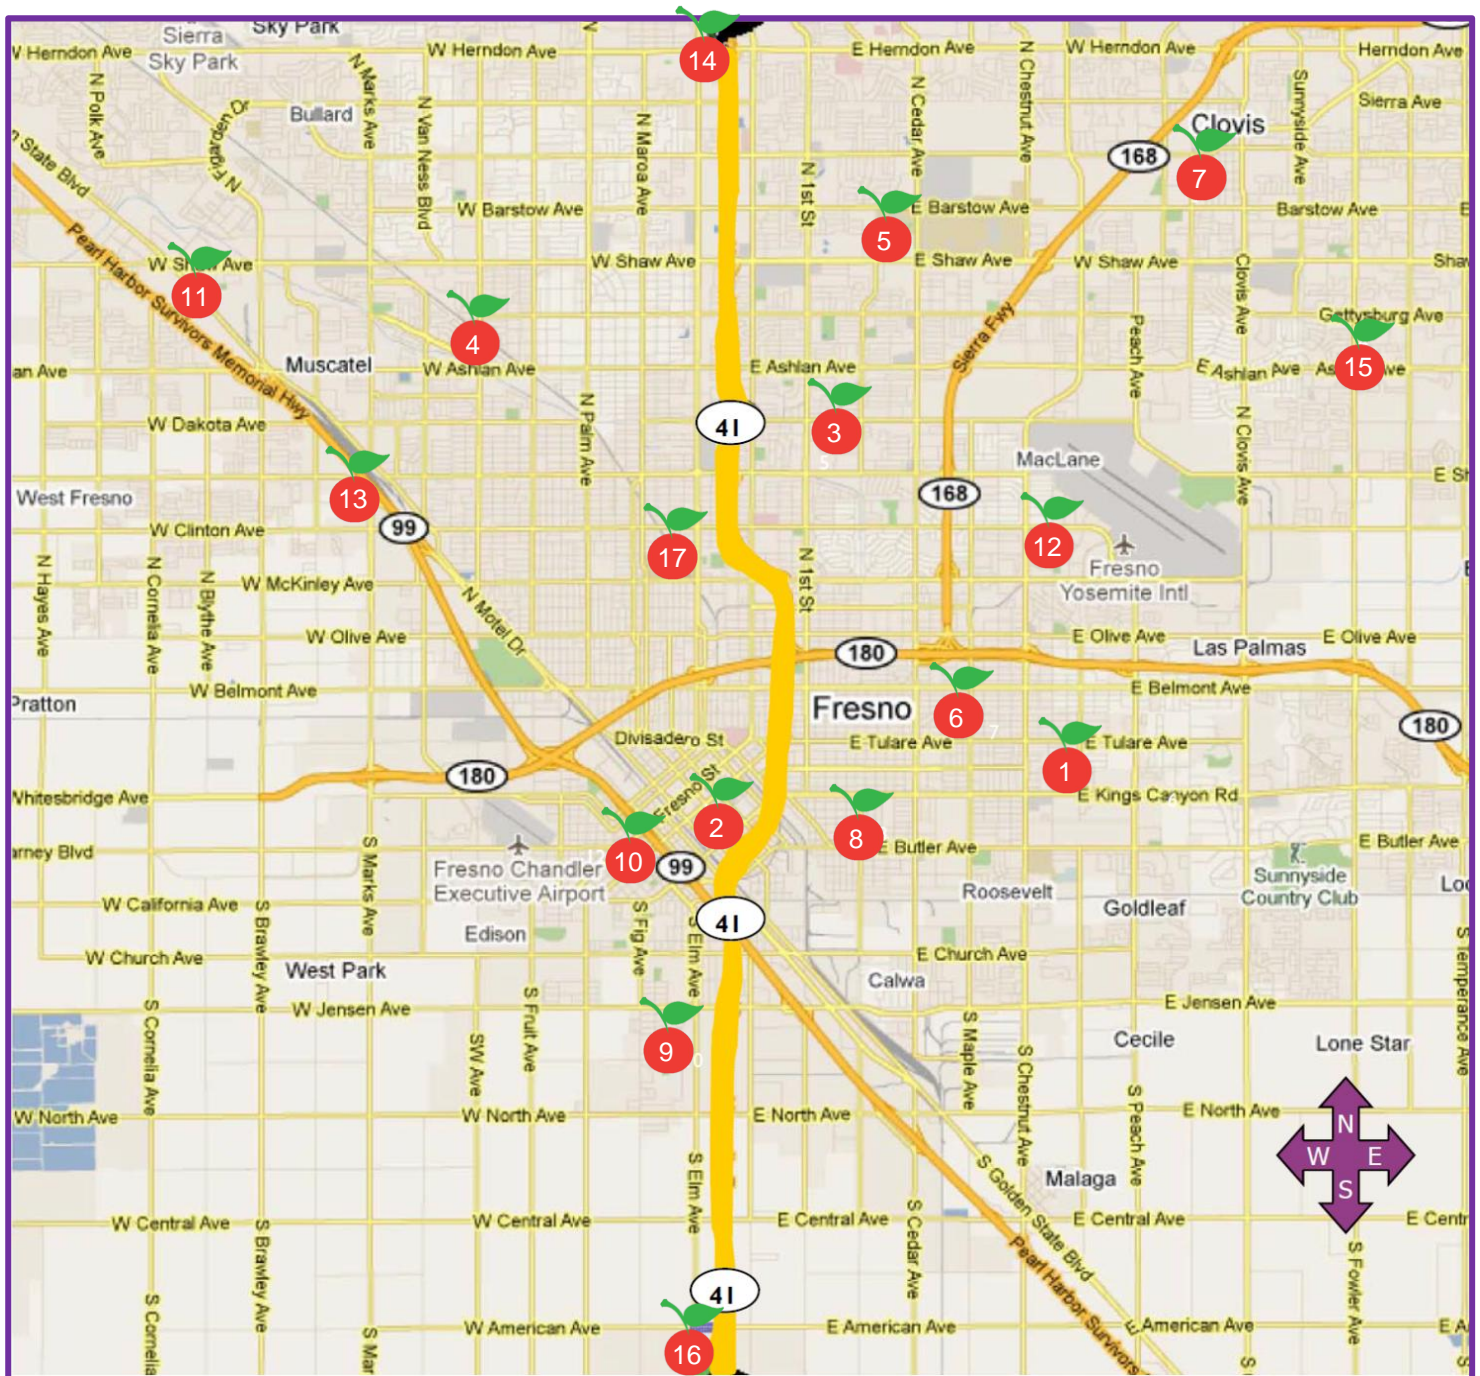 Sky Park
Sierra
Sky Park
W Herndon Ave
W Herndon Ave
14
E Herndon Ave
W Herndon Ave
Herndon Ave
N Polk Ave
N Marks Ave
N Van Ness Blvd
N Maroa Ave
N Cedar Ave
N Chestnut Ave
Sunnyside Ave
Sierra Ave
Bullard
Clovis
N Figarden Dr
State Blvd
168
7
N 1st St
W Barstow Ave
E Barstow Ave
Barstow Ave
5
Pearl Harbor Survivors Memorial Hwy
W Shaw Ave
W Shaw Ave
E Shaw Ave
W Shaw Ave
11
Clovis Ave
4
Sierra Fwy
Gettysburg Ave
Peach Ave
Muscatel
W Ashlan Ave
E Ashlan Ave
E Ashlan Ave
15
an Ave
W Dakota Ave
N Palm Ave
41
3
5
N Clovis Ave
MacLane
West Fresno
13
99
168
W Clinton Ave
17
12
Fresno
Yosemite Intl
N Hayes Ave
N Cornelia Ave
N Blythe Ave
W McKinley Ave
N Motel Dr
N 1st St
W Olive Ave
180
E Olive Ave
Las Palmas
E Olive Ave
W Belmont Ave
E Belmont Ave
Pratton
Fresno
6
7
180
Divisadero St
E Tulare Ave
E Tulare Ave
1
180
Fresno St
Whitesbridge Ave
E Kings Canyon Rd
2
8
E Butler Ave
E Butler Ave
10
99
arney Blvd
S Marks Ave
Fresno Chandler
Executive Airport
Roosevelt
Sunnyside
Country Club
Goldleaf
W California Ave
S Brawley Ave
Edison
S Fig Ave
S Elm Ave
41
W Church Ave
E Church Ave
West Park
Calwa
S Temperance Ave
S Cornelia Ave
W Jensen Ave
S Fruit Ave
E Jensen Ave
SW Ave
9
0
S Maple Ave
S Chestnut Ave
Cecile
Lone Star
S Peach Ave
W North Ave
W North Ave
E North Ave
E North Ave
N
W E
S
S Elm Ave
S Golden State Blvd
Malaga
W Central Ave
W Central Ave
E Central Ave
E Central Ave
E Centr
S Brawley Ave
S Cedar Ave
Pearl Harbor Survivors
S Fowler Ave
41
S Cornelia
S Mar
W American Ave
E American Ave
American Ave
16